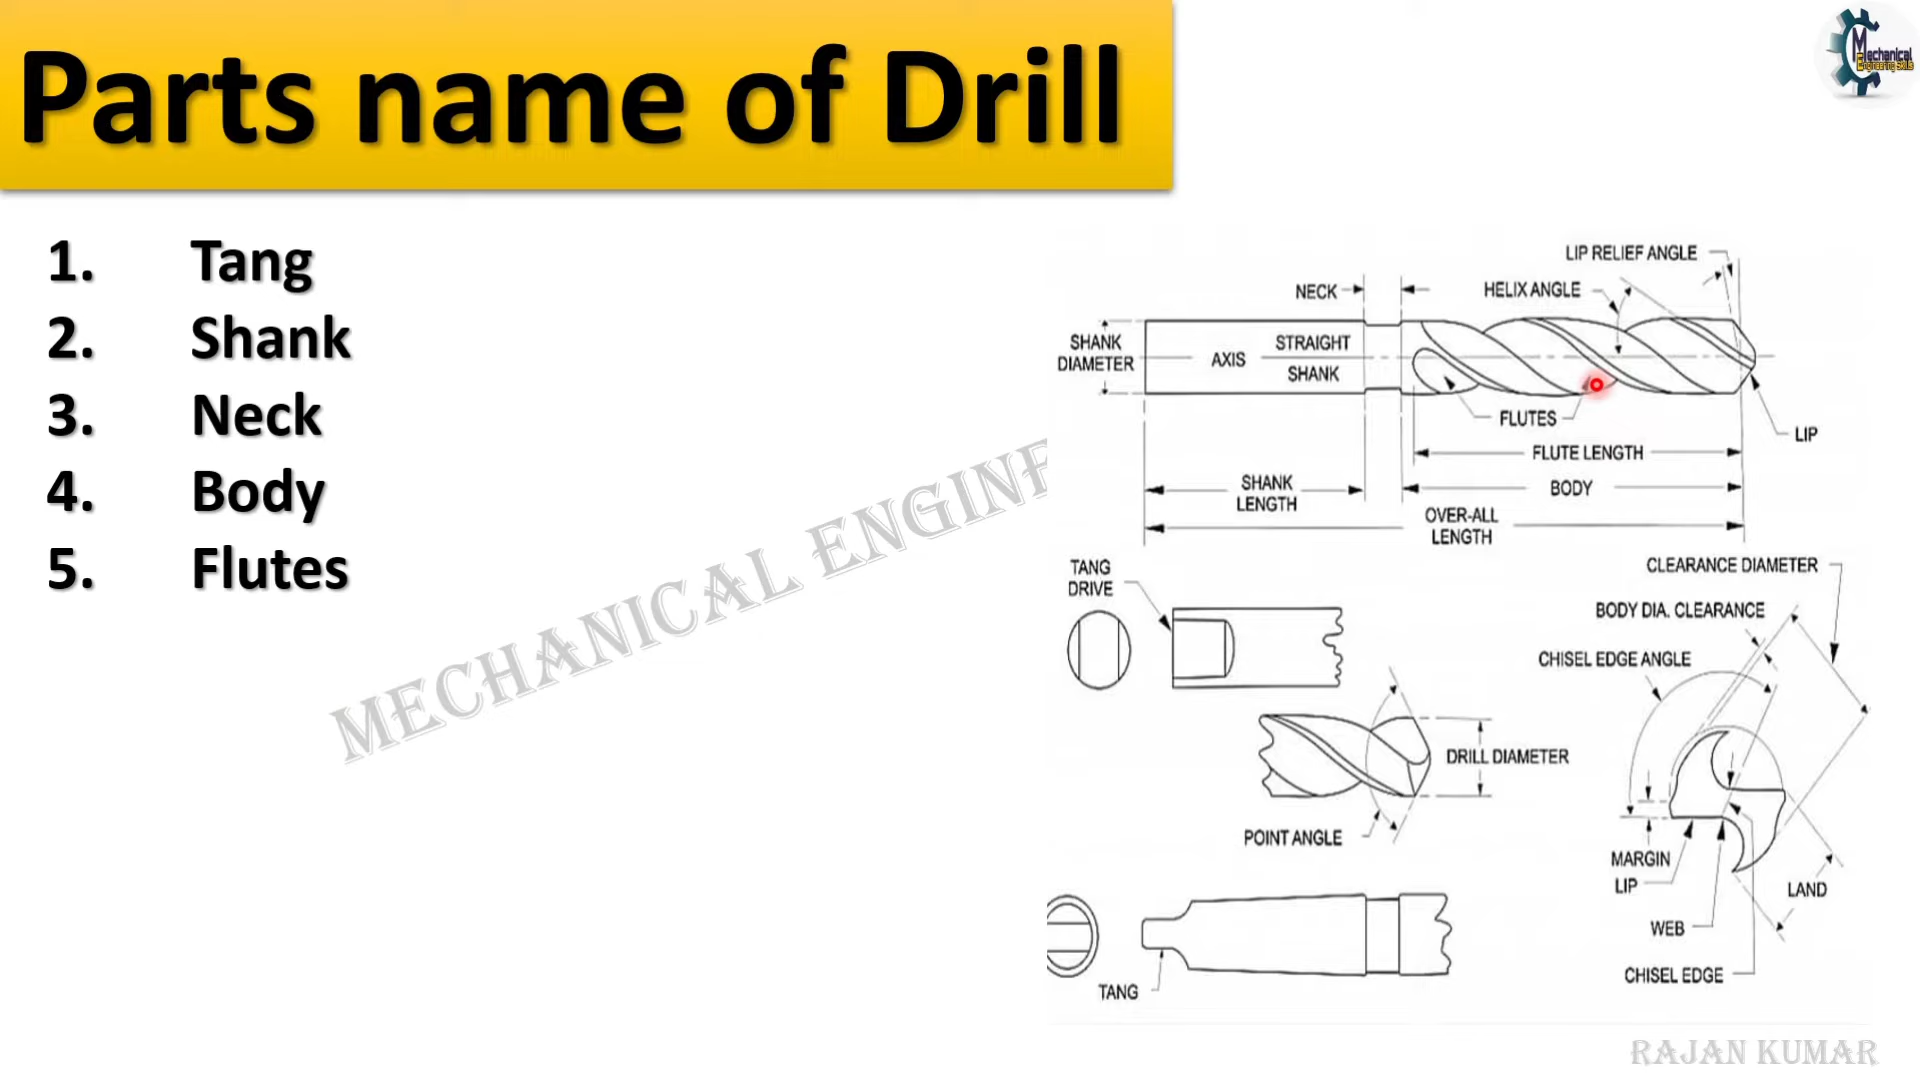 Parts name of Drill
Mechanical
Engineering Skills
1. Tang
2. Shank
3. Neck
4. Body
5. Flutes
MECHANICAL ENGINE
LIP RELIEF ANGLE
NECK
HELIX ANGLE
SHANK
DIAMETER
AXIS
STRAIGHT
SHANK
FLUTES
LIP
FLUTE LENGTH
SHANK
LENGTH
BODY
OVER-ALL
LENGTH
TANG
DRIVE
CLEARANCE DIAMETER
BODY DIA. CLEARANCE
CHISEL EDGE ANGLE
DRILL DIAMETER
POINT ANGLE
MARGIN
LIP
LAND
WEB
CHISEL EDGE
TANG
RAJAN KUMAR